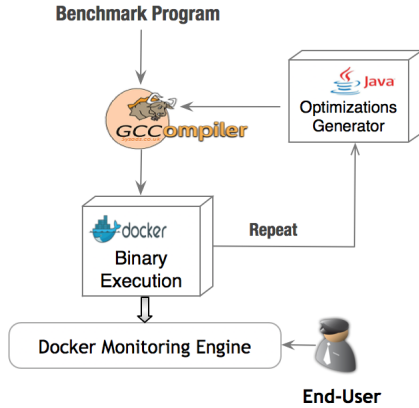 Benchmark Program
Java
Optimizations
Generator
GCCompiler
docker
Binary
Execution
Repeat
Docker Monitoring Engine
End-User